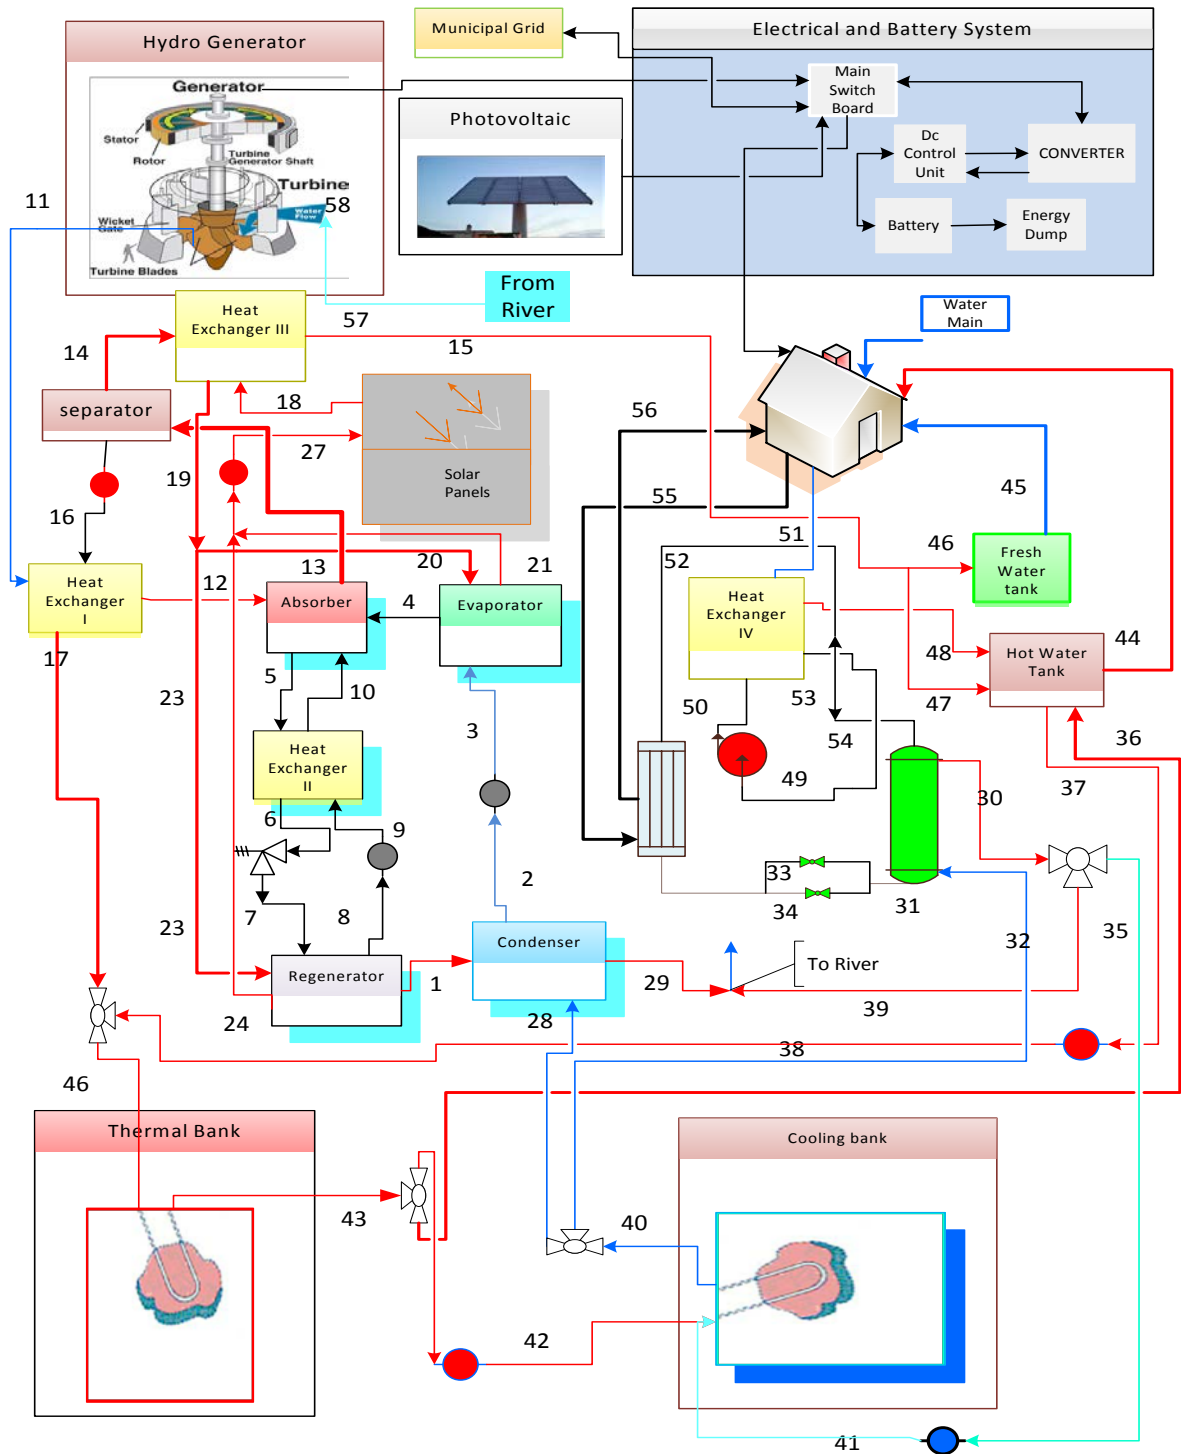 Municipal Grid
Electrical and Battery System
Hydro Generator
Main
Switch
Board
Generator
Photovoltaic
Stator
Rotor
Turbine
Generator Shaft
Dc
Control
Unit
CONVERTER
Turbine
11
58
Water
Flow
Wicket
Gate
Turbine Blades
Battery
Energy
Dump
From
River
Heat
Exchanger III
57
Water
Main
14
15
separator
18
56
27
Solar
Panels
19
55
45
16
51
46
52
Fresh
Water
tank
20
21
13
Heat
Exchanger
I
12
Absorber
4
Evaporator
Heat
Exchanger
IV
17
48
Hot Water
Tank
44
5
10
23
53
47
50
3
54
36
Heat
Exchanger
II
49
30
37
6
9
33
2
7
8
34
31
23
35
32
Condenser
To River
Regenerator
1
29
39
24
28
38
46
Thermal Bank
Cooling bank
43
40
42
41